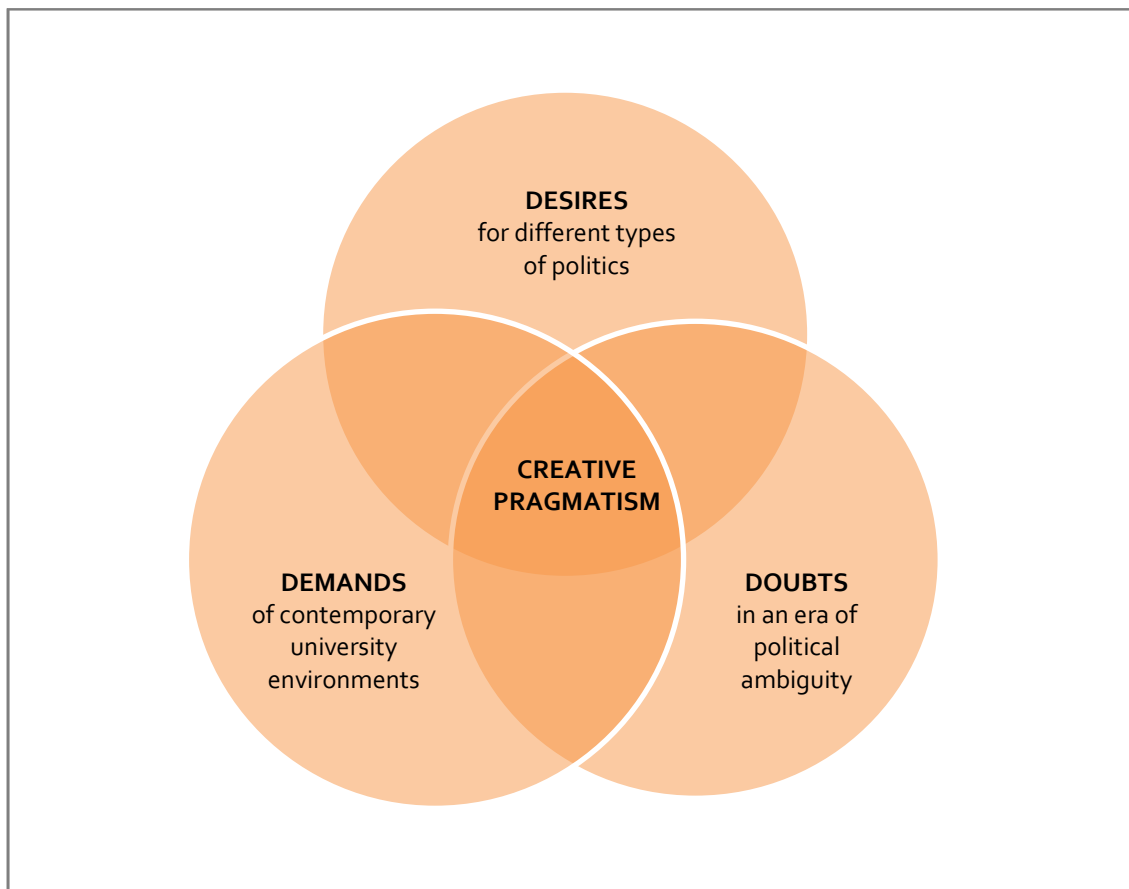 DESIRES
for different types
of politics
CREATIVE
PRAGMATISM
DEMANDS
of contemporary
university
environments
DOUBTS
in an era of
political
ambiguity